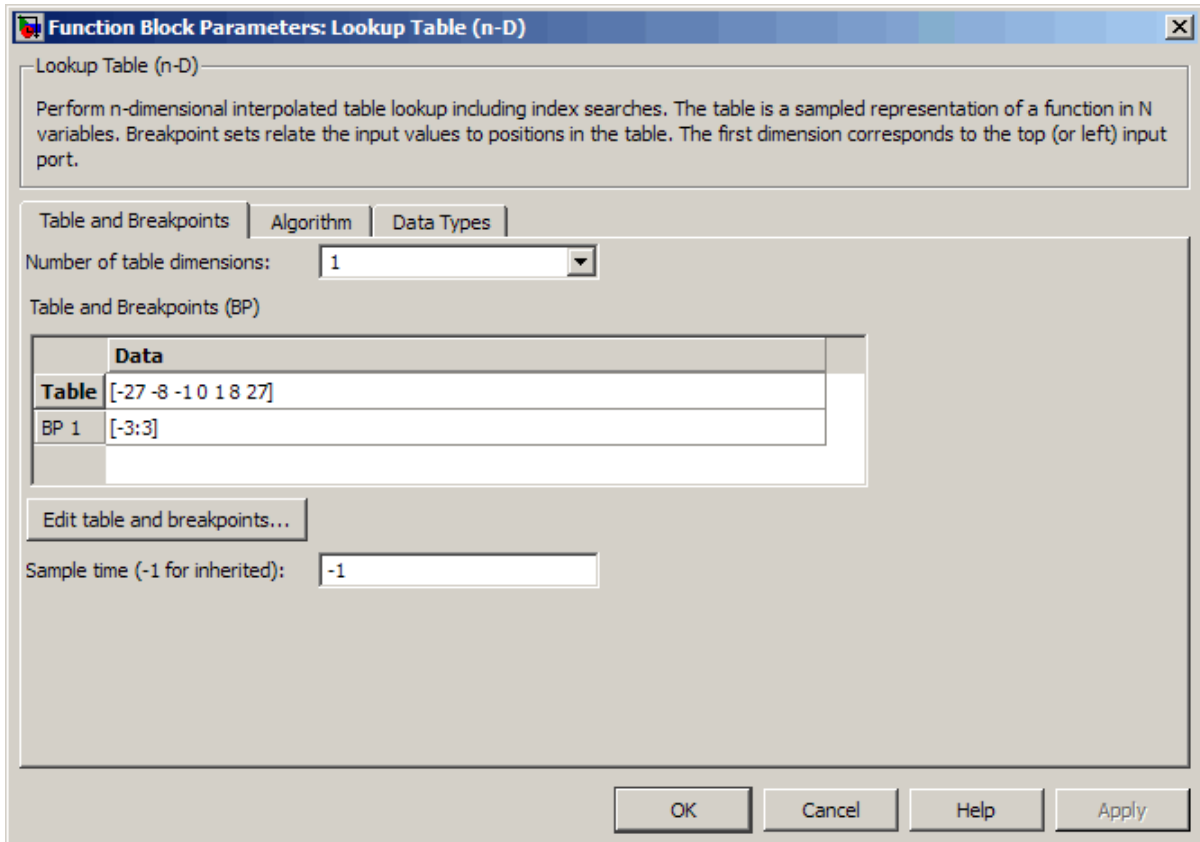 Function Block Parameters: Lookup Table (n-D)
Lookup Table (n-D)
Perform n-dimensional interpolated table lookup including index searches. The table is a sampled representation of a function in N
variables. Breakpoint sets relate the input values to positions in the table. The first dimension corresponds to the top (or left) input
port.
Table and Breakpoints Algorithm Data Types
Number of table dimensions: 1
Table and Breakpoints (BP)
Data
Table [-27 -8 -1 0 1 8 27]
BP 1 [-3:3]
Edit table and breakpoints...
Sample time (-1 for inherited): -1
OK Cancel Help Apply